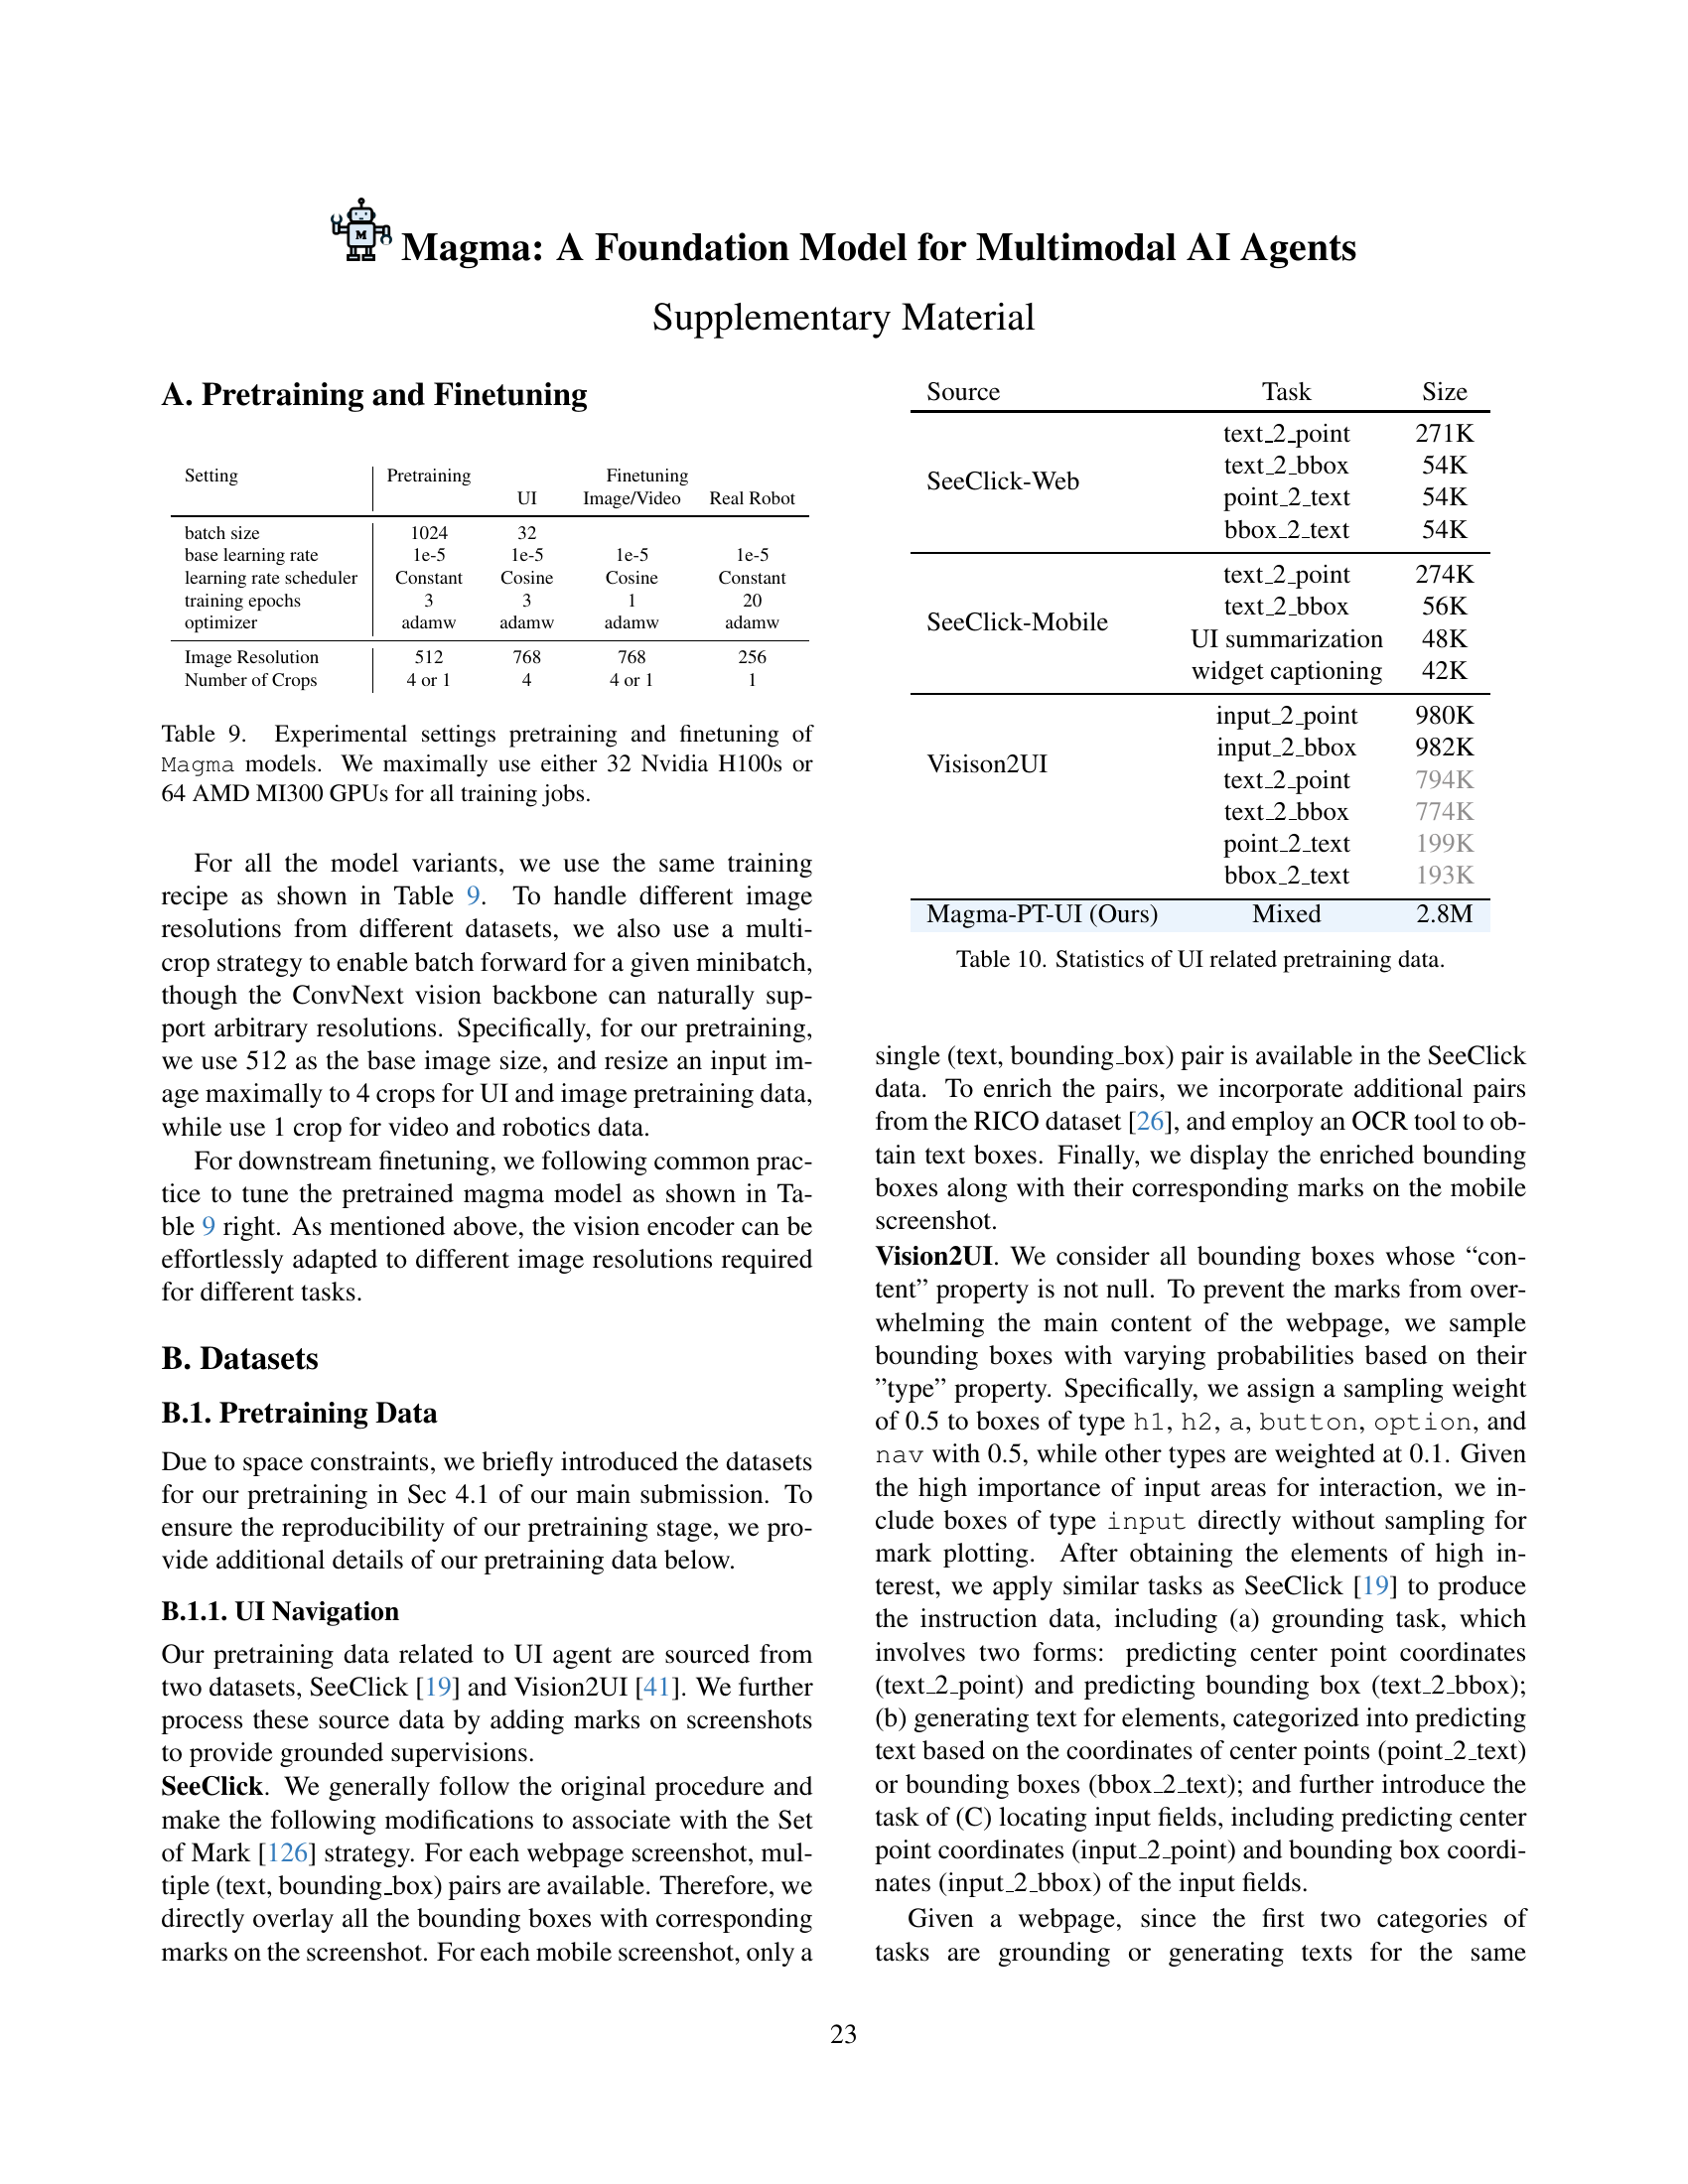 M
Magma: A Foundation Model for Multimodal AI Agents
Supplementary Material
A. Pretraining and Finetuning
Setting Pretraining Finetuning
UI Image/Video Real Robot
batch size 1024 32
base learning rate 1e-5 1e-5 1e-5 1e-5
learning rate scheduler Constant Cosine Cosine Constant
training epochs 3 3 1 20
optimizer adamw adamw adamw adamw
Image Resolution 512 768 768 256
Number of Crops 4 or 1 4 4 or 1 1
Table 9. Experimental settings pretraining and finetuning of
Magma models. We maximally use either 32 Nvidia H100s or
64 AMD MI300 GPUs for all training jobs.
For all the model variants, we use the same training
recipe as shown in Table 9. To handle different image
resolutions from different datasets, we also use a multi-
crop strategy to enable batch forward for a given minibatch,
though the ConvNext vision backbone can naturally sup-
port arbitrary resolutions. Specifically, for our pretraining,
we use 512 as the base image size, and resize an input im-
age maximally to 4 crops for UI and image pretraining data,
while use 1 crop for video and robotics data.
For downstream finetuning, we following common prac-
tice to tune the pretrained magma model as shown in Ta-
ble 9 right. As mentioned above, the vision encoder can be
effortlessly adapted to different image resolutions required
for different tasks.
B. Datasets
B.1. Pretraining Data
Due to space constraints, we briefly introduced the datasets
for our pretraining in Sec 4.1 of our main submission. To
ensure the reproducibility of our pretraining stage, we pro-
vide additional details of our pretraining data below.
B.1.1. UI Navigation
Our pretraining data related to UI agent are sourced from
two datasets, SeeClick [19] and Vision2UI [41]. We further
process these source data by adding marks on screenshots
to provide grounded supervisions.
SeeClick. We generally follow the original procedure and
make the following modifications to associate with the Set
of Mark [126] strategy. For each webpage screenshot, mul-
tiple (text, bounding_box) pairs are available. Therefore, we
directly overlay all the bounding boxes with corresponding
marks on the screenshot. For each mobile screenshot, only a
Source Task Size
SeeClick-Web
text_2_point 271K
text_2_bbox 54K
point_2_text 54K
bbox_2_text 54K
SeeClick-Mobile
text_2_point 274K
text_2_bbox 56K
UI summarization 48K
widget captioning 42K
Visison2UI
input_2_point 980K
input_2_bbox 982K
text_2_point 794K
text_2_bbox 774K
point_2_text 199K
bbox_2_text 193K
Magma-PT-UI (Ours) Mixed 2.8M
Table 10. Statistics of UI related pretraining data.
single (text, bounding_box) pair is available in the SeeClick
data. To enrich the pairs, we incorporate additional pairs
from the RICO dataset [26], and employ an OCR tool to ob-
tain text boxes. Finally, we display the enriched bounding
boxes along with their corresponding marks on the mobile
screenshot.
Vision2UI. We consider all bounding boxes whose “con-
tent” property is not null. To prevent the marks from over-
whelming the main content of the webpage, we sample
bounding boxes with varying probabilities based on their
”type” property. Specifically, we assign a sampling weight
of 0.5 to boxes of type h1, h2, a, button, option, and
nav with 0.5, while other types are weighted at 0.1. Given
the high importance of input areas for interaction, we in-
clude boxes of type input directly without sampling for
mark plotting. After obtaining the elements of high in-
terest, we apply similar tasks as SeeClick [19] to produce
the instruction data, including (a) grounding task, which
involves two forms: predicting center point coordinates
(text_2_point) and predicting bounding box (text_2_bbox);
(b) generating text for elements, categorized into predicting
text based on the coordinates of center points (point_2_text)
or bounding boxes (bbox_2_text); and further introduce the
task of (C) locating input fields, including predicting center
point coordinates (input_2_point) and bounding box coordi-
nates (input_2_bbox) of the input fields.
Given a webpage, since the first two categories of
tasks are grounding or generating texts for the same
23